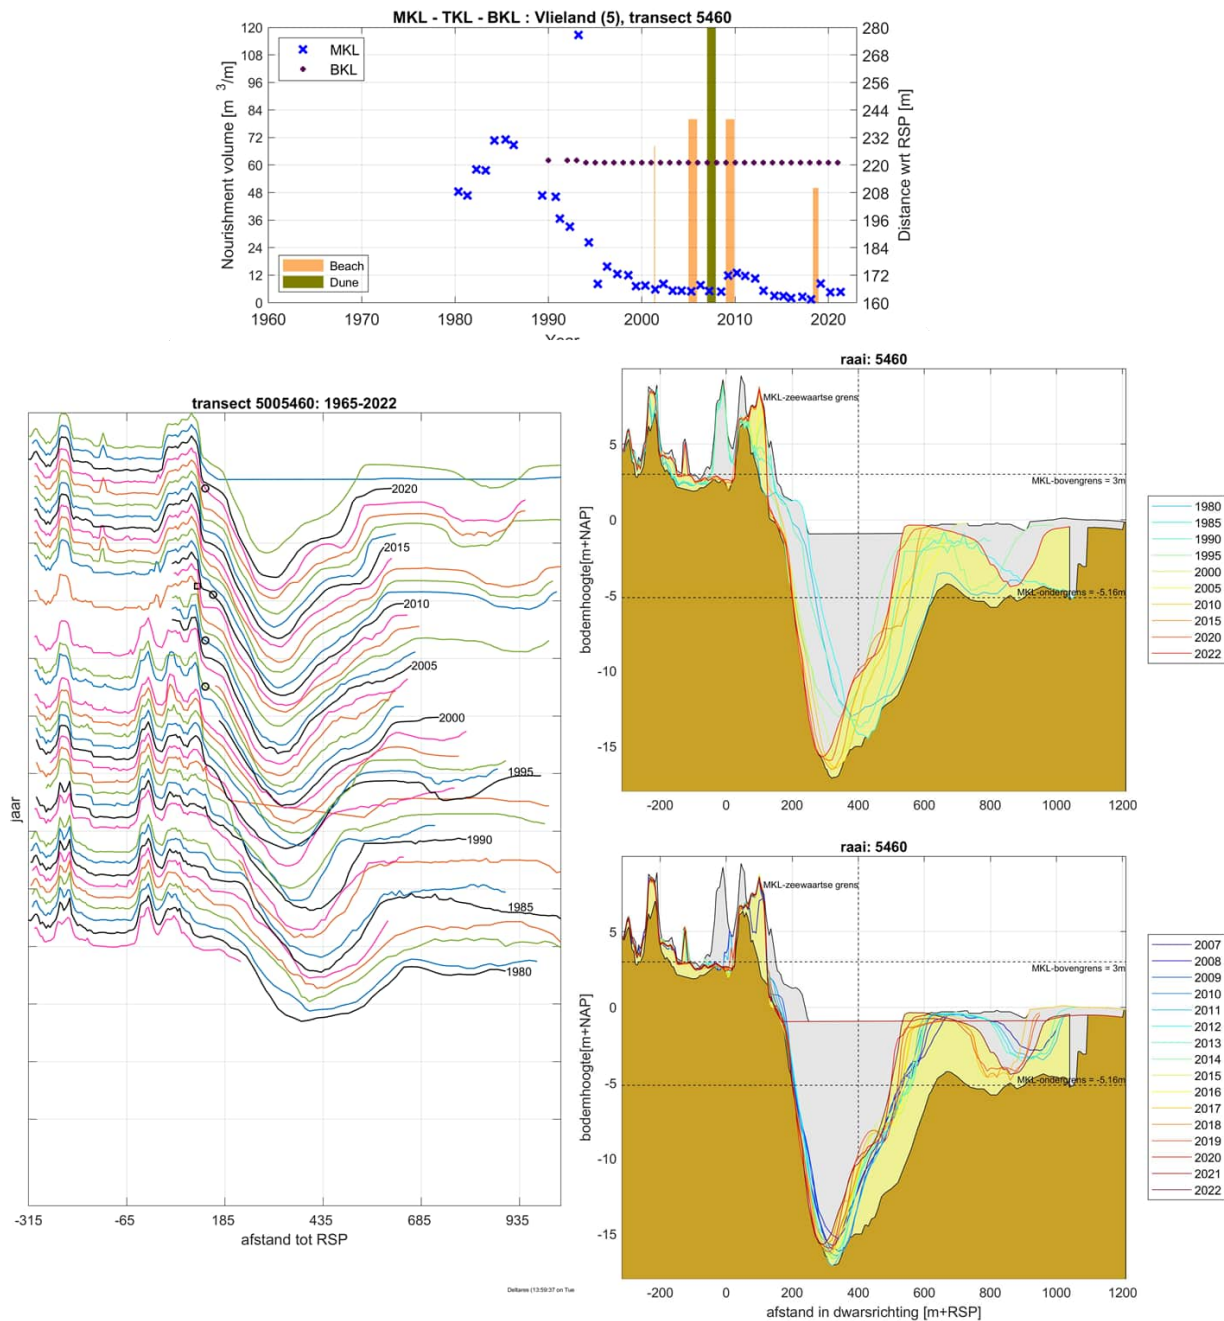 MKL - TKL - BKL : Vlieland (5), transect 5460
Nourishment volume [m³/m]
120
108
96
84
72
60
48
36
24
12
0
MKL
BKL
Beach
Dune
280
268
256
244
232
220
208
196
184
172
160
Distance wrt RSP [m]
1960 1970 1980 1990 2000 2010 2020
Year
transect 5005460: 1965-2022
jaar
2020
2015
2010
2005
2000
1995
1990
1985
1980
-315 -65 185 435 685 935
afstand tot RSP
Deltares (13:59:37 on Tue
raai: 5460
bodemhoogte[m+NAP]
5
0
-5
-10
-15
MKL-zeewaartse grens
MKL-bovengrens = 3m
MKL-ondergrens = -5.16m
-200 0 200 400 600 800 1000 1200
1980
1985
1990
1995
2000
2005
2010
2015
2020
2022
raai: 5460
bodemhoogte[m+NAP]
5
0
-5
-10
-15
MKL-zeewaartse grens
MKL-bovengrens = 3m
MKL-ondergrens = -5.16m
-200 0 200 400 600 800 1000 1200
afstand in dwarsrichting [m+RSP]
2007
2008
2009
2010
2011
2012
2013
2014
2015
2016
2017
2018
2019
2020
2021
2022